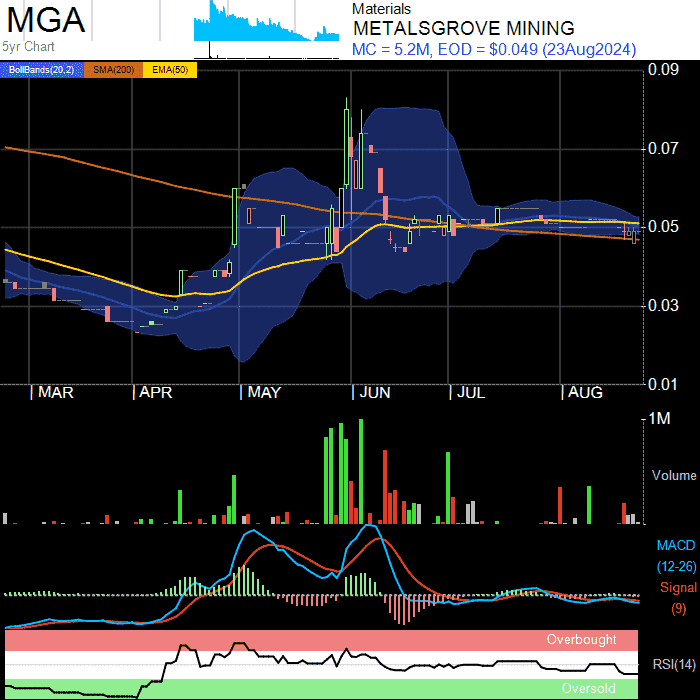 MGA
5yr Chart
Materials
METALSGROVE MINING
MC = 5.2M, EOD = $0.049 (23Aug2024)
BollBands(20,2) SMA(200) EMA(50)
0.09
0.07
0.05
0.03
0.01
| MAR | APR | MAY | JUN | JUL | AUG
1M
Volume
MACD
(12-26)
Signal
(9)
Overbought
RSI(14)
Oversold